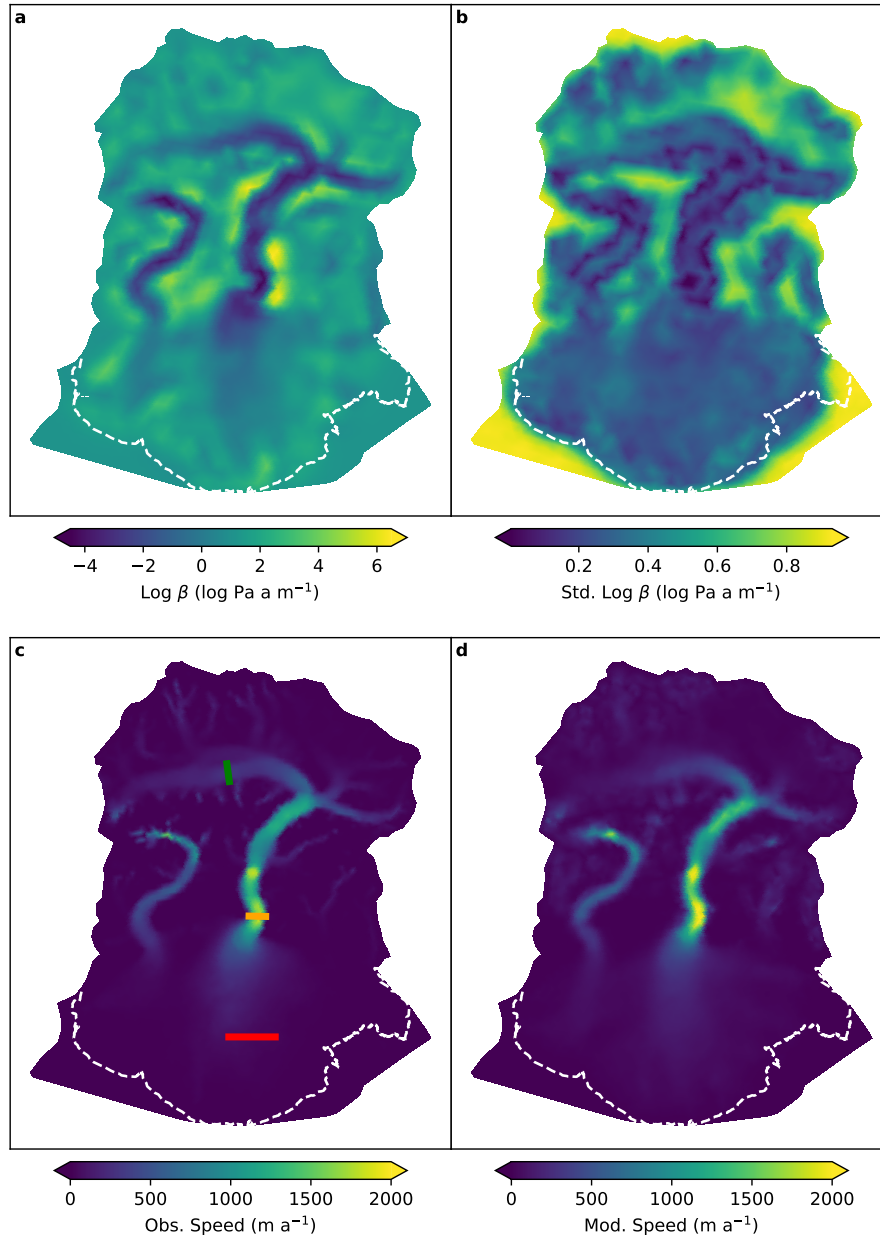 a
b
−4 −2 0 2 4 6
Log β (log Pa a m⁻¹)
0.2 0.4 0.6 0.8
Std. Log β (log Pa a m⁻¹)
c
d
0 500 1000 1500 2000
Obs. Speed (m a⁻¹)
0 500 1000 1500 2000
Mod. Speed (m a⁻¹)